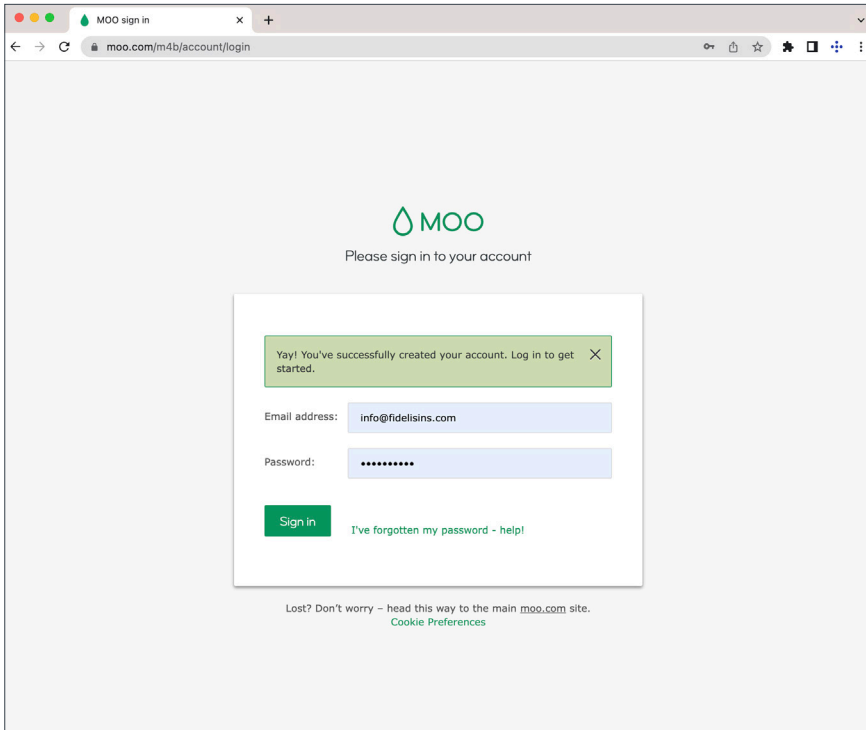 MOO sign in
moo.com/m4b/account/login
MOO
Please sign in to your account
Yay! You've successfully created your account. Log in to get
started.
Email address: info@fidelisins.com
Password: ••••••••••
Sign in I've forgotten my password - help!
Lost? Don't worry – head this way to the main moo.com site.
Cookie Preferences